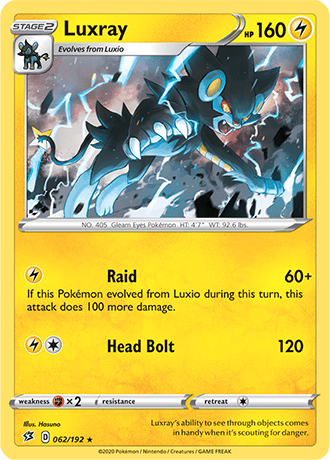 STAGE 2 Luxray HP 160
Evolves from Luxio
NO. 405 Gleam Eyes Pokémon HT: 4'7" WT: 92.6 lbs.
Raid 60+
If this Pokémon evolved from Luxio during this turn, this
attack does 100 more damage.
Head Bolt 120
weakness ×2 resistance retreat
Illus. Hasuno
D 062/192 ★
Luxray's ability to see through objects comes
in handy when it's scouting for danger.
©2020 Pokémon / Nintendo / Creatures / GAME FREAK